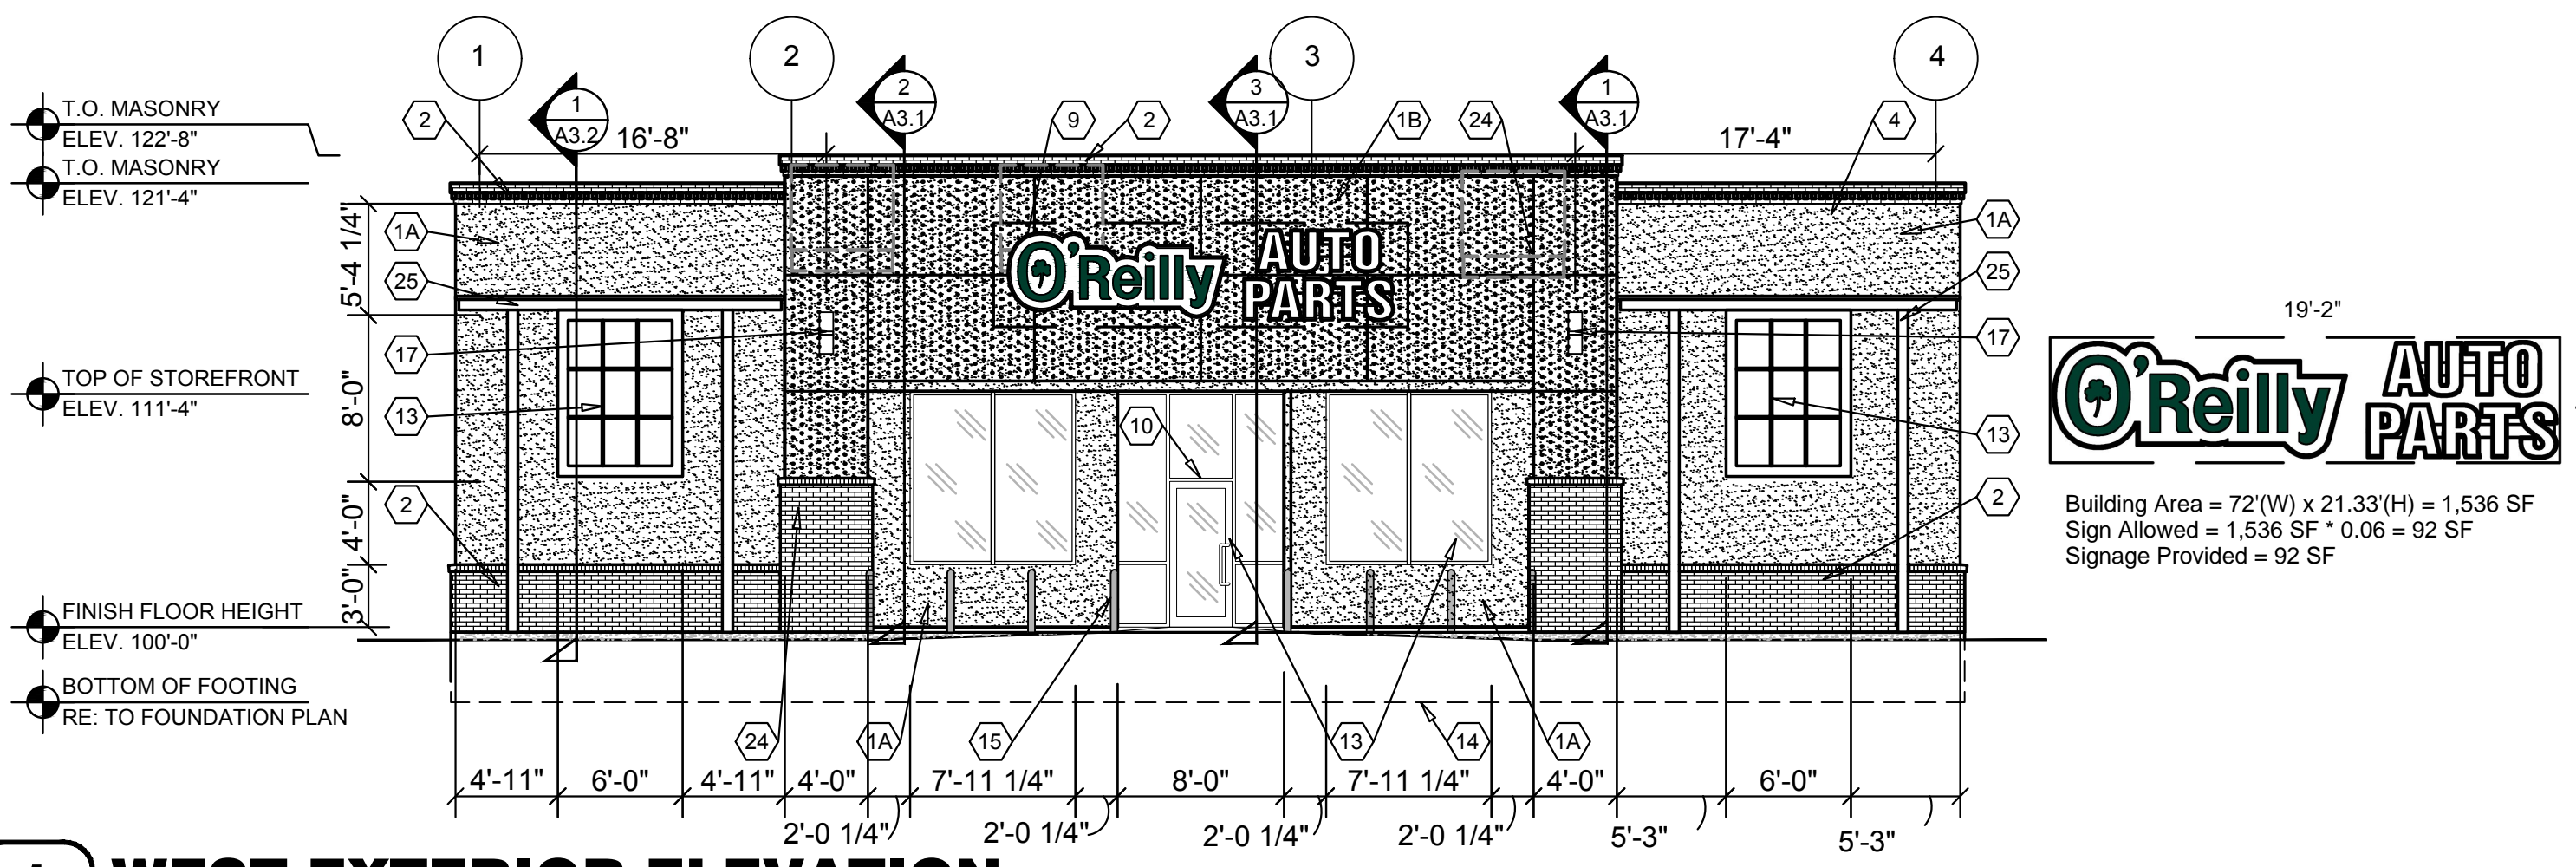 1
2
3
4
1
A3.2
2
A3.1
3
A3.1
1
A3.1
T.O. MASONRY
ELEV. 122'-8"
T.O. MASONRY
ELEV. 121'-4"
2
16'-8"
9
2
1B
24
17'-4"
4
5'-4 1/4"
1A
25
17
13
2
8'-0"
4'-0"
3'-0"
TOP OF STOREFRONT
ELEV. 111'-4"
FINISH FLOOR HEIGHT
ELEV. 100'-0"
BOTTOM OF FOOTING
RE: TO FOUNDATION PLAN
O'Reilly
AUTO
PARTS
10
1A
25
17
13
2
19'-2"
O'Reilly
AUTO
PARTS
Building Area = 72'(W) x 21.33'(H) = 1,536 SF
Sign Allowed = 1,536 SF * 0.06 = 92 SF
Signage Provided = 92 SF
24
1A
15
13
14
1A
4'-11"
6'-0"
4'-11"
4'-0"
7'-11 1/4"
8'-0"
7'-11 1/4"
4'-0"
6'-0"
2'-0 1/4"
2'-0 1/4"
2'-0 1/4"
2'-0 1/4"
5'-3"
5'-3"
WEST EXTERIOR ELEVATION